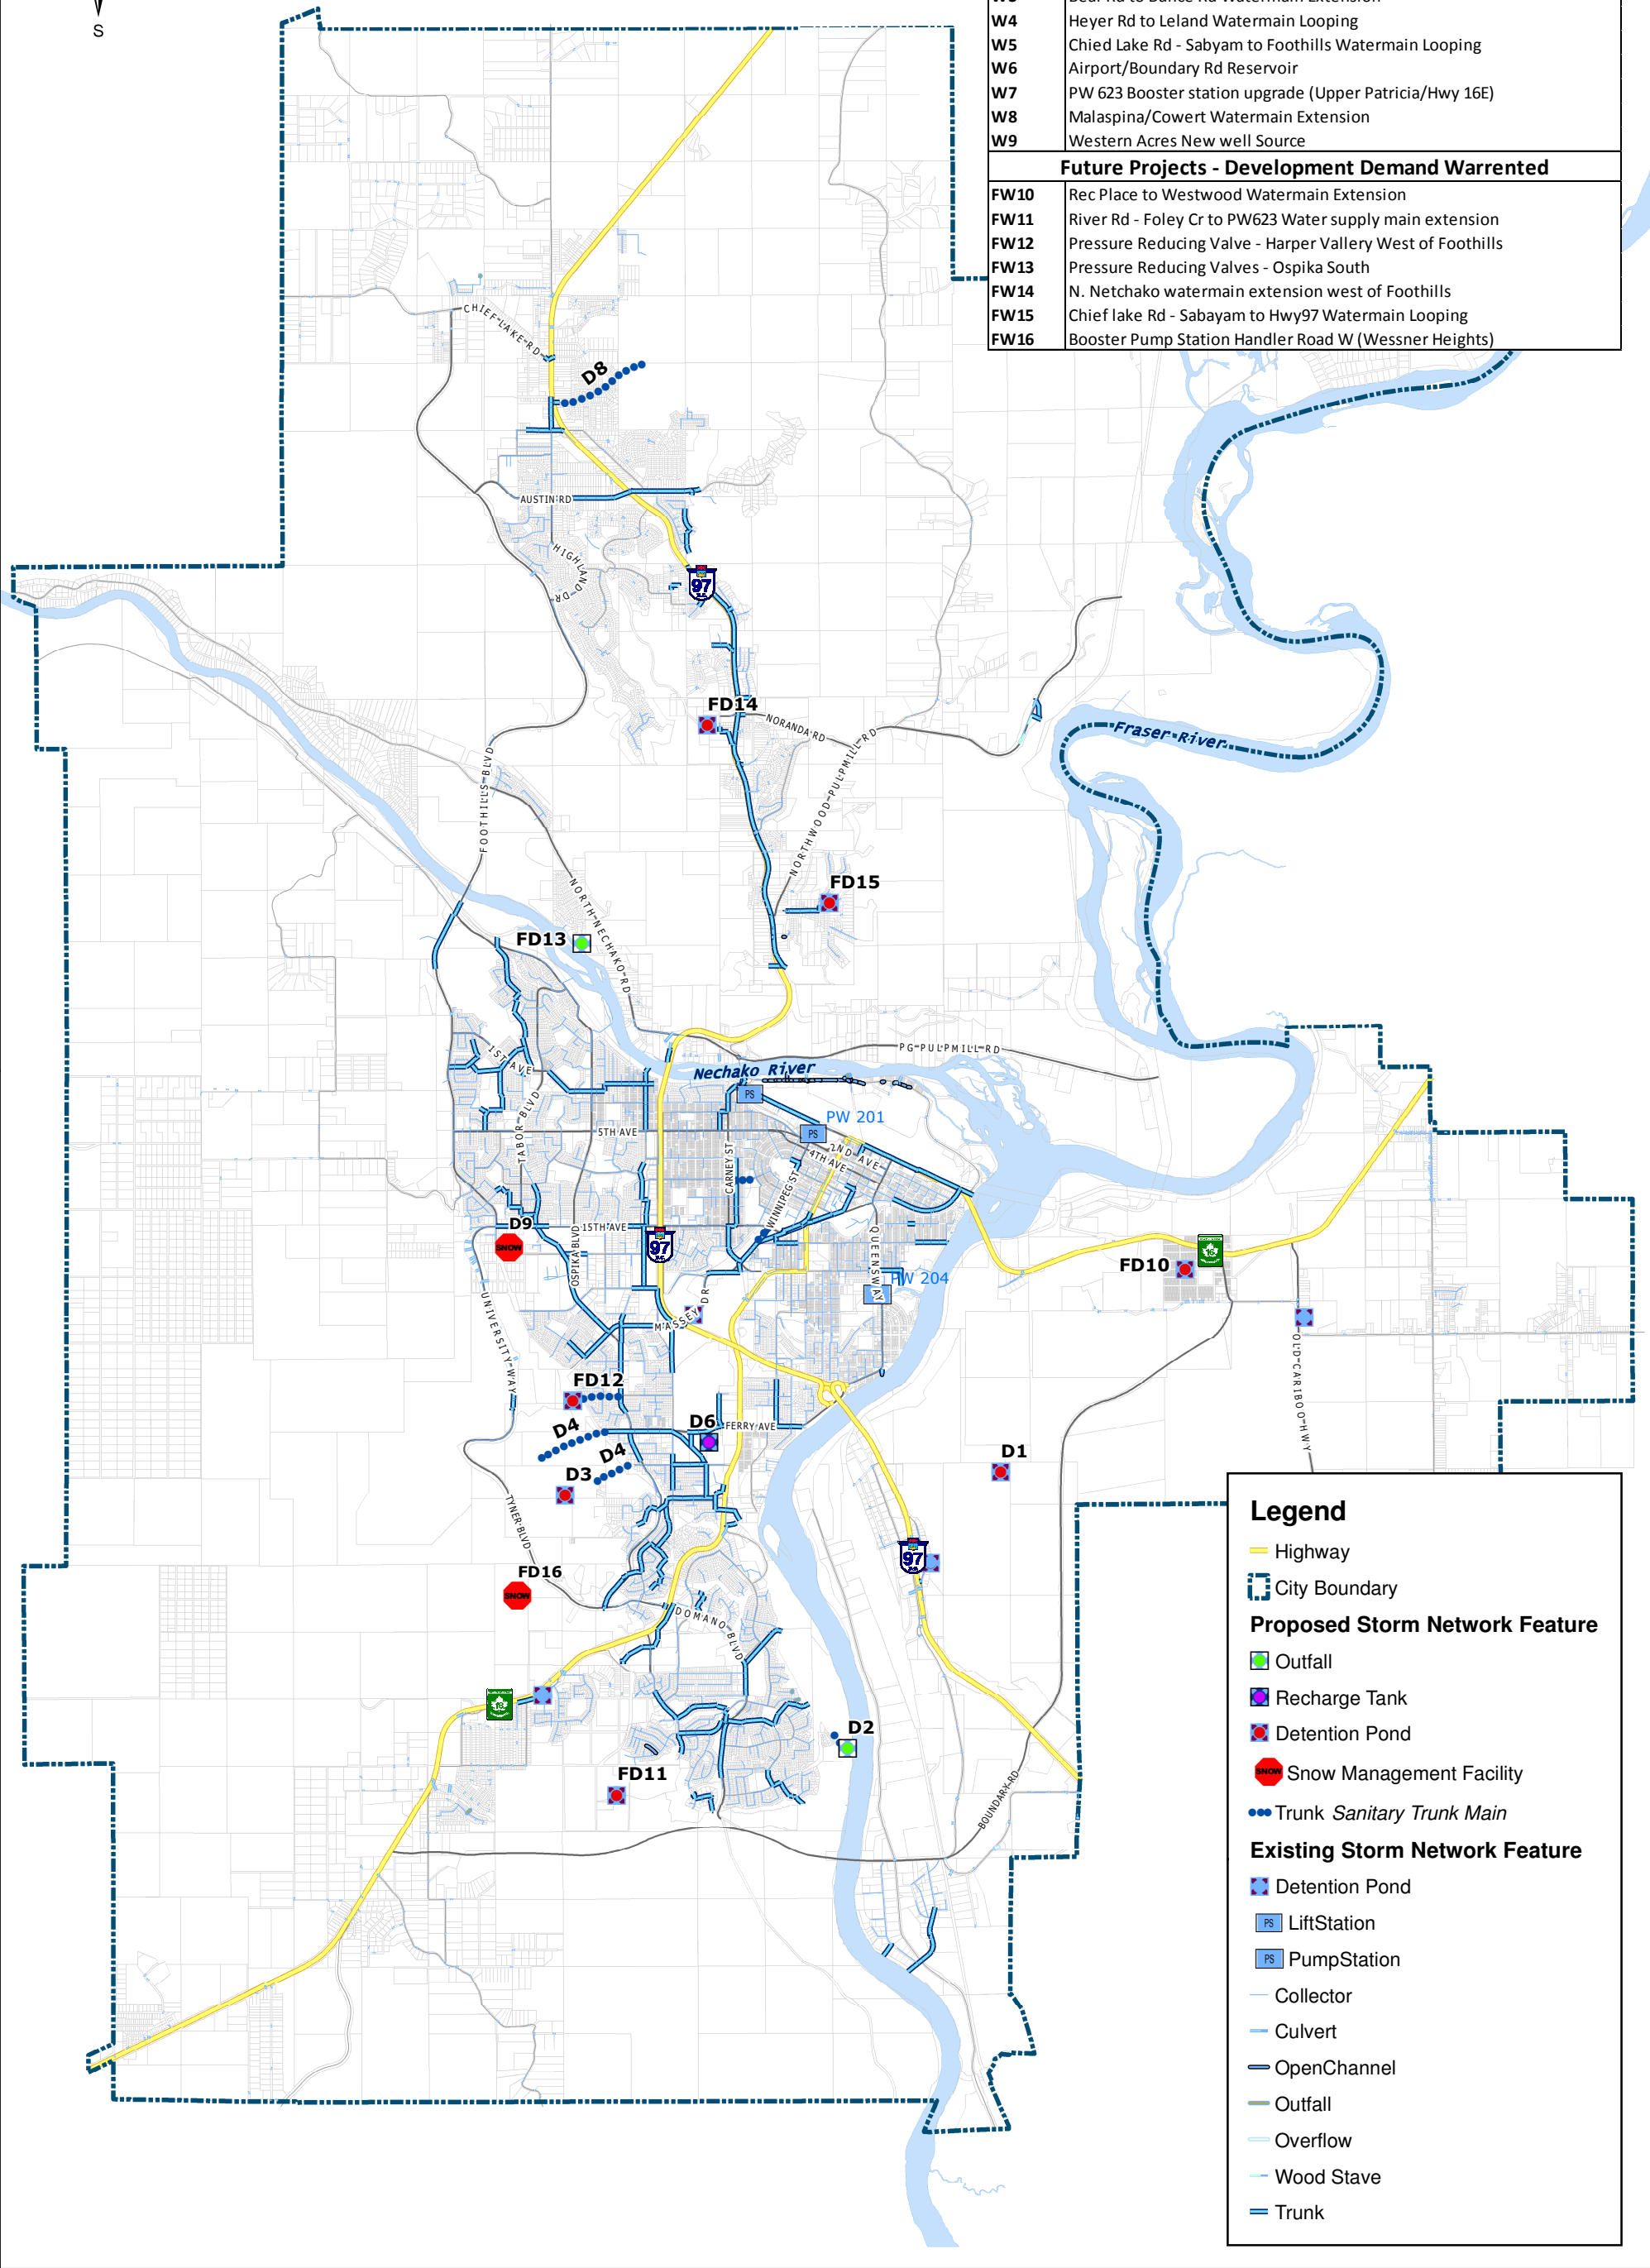 S
W4 Heyer Rd to Leland Watermain Looping
W5 Chied Lake Rd - Sabyam to Foothills Watermain Looping
W6 Airport/Boundary Rd Reservoir
W7 PW 623 Booster station upgrade (Upper Patricia/Hwy 16E)
W8 Malaspina/Cowert Watermain Extension
W9 Western Acres New well Source
Future Projects - Development Demand Warrented
FW10 Rec Place to Westwood Watermain Extension
FW11 River Rd - Foley Cr to PW623 Water supply main extension
FW12 Pressure Reducing Valve - Harper Vallery West of Foothills
FW13 Pressure Reducing Valves - Ospika South
FW14 N. Netchako watermain extension west of Foothills
FW15 Chief lake Rd - Sabayam to Hwy97 Watermain Looping
FW16 Booster Pump Station Handler Road W (Wessner Heights)
CHIEF LAKE RD
D8
AUSTIN RD
HIGHLAND DR
97
FD14
NORANDA RD
Fraser River
FOOTHILLS BLVD
NORTHWOOD PULPMILL RD
FD15
NORTH NECHAKO RD
FD13
PG PULPMILL RD
1ST AVE
Nechako River
PS
PW 201
TABOR BLVD
5TH AVE
PS
2ND AVE
4TH AVE
CARNEY ST
WINNIPEG ST
D9
SNOW
15TH AVE
OSPIKA BLVD
97
QUEENSWAY
FD10
16
PW 204
UNIVERSITY WAY
MASSEY DR
OLD CARIBOO HWY
FD12
D4
D6
FERRY AVE
D4
D3
D1
TYNER BLVD
97
FD16
SNOW
DOMANO BLVD
16
D2
FD11
BOUNDARY RD
Legend
Highway
City Boundary
Proposed Storm Network Feature
Outfall
Recharge Tank
Detention Pond
SNOW Snow Management Facility
Trunk Sanitary Trunk Main
Existing Storm Network Feature
Detention Pond
PS LiftStation
PS PumpStation
Collector
Culvert
OpenChannel
Outfall
Overflow
Wood Stave
Trunk